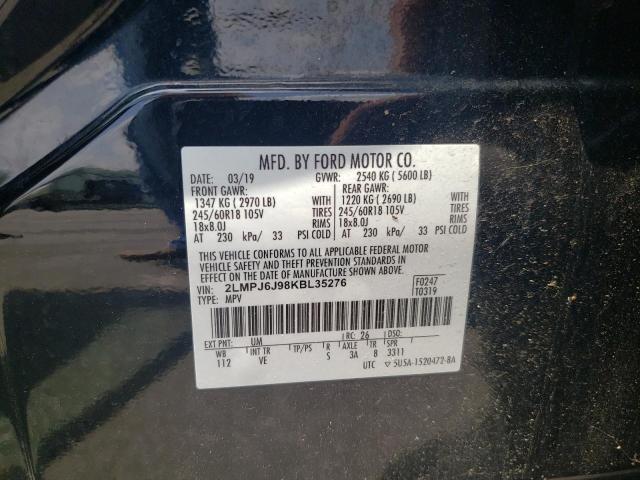 MFD. BY FORD MOTOR CO.
DATE: 03/19 GVWR: 2540 KG ( 5600 LB)
FRONT GAWR: REAR GAWR:
1347 KG ( 2970 LB) WITH 1220 KG ( 2690 LB) WITH
245/60R18 105V TIRES 245/60R18 105V TIRES
18x8.0J RIMS 18x8.0J RIMS
AT 230 kPa/ 33 PSI COLD AT 230 kPa/ 33 PSI COLD
THIS VEHICLE CONFORMS TO ALL APPLICABLE FEDERAL MOTOR
VEHICLE SAFETY AND BUMPER STANDARDS AND THEFT PREVENTION STANDARDS
IN EFFECT ON THE DATE OF MANUFACTURE SHOWN ABOVE.
VIN: 2LMPJ6J98KBL35276 F0247
TYPE: MPV T0319
EXT PNT: UM RC: 26 DSO:
WB INT TR TP/PS R AXLE TR SPR
112 VE S 3A 8 3311
UTC ▽ 5U5A-1520472-BA